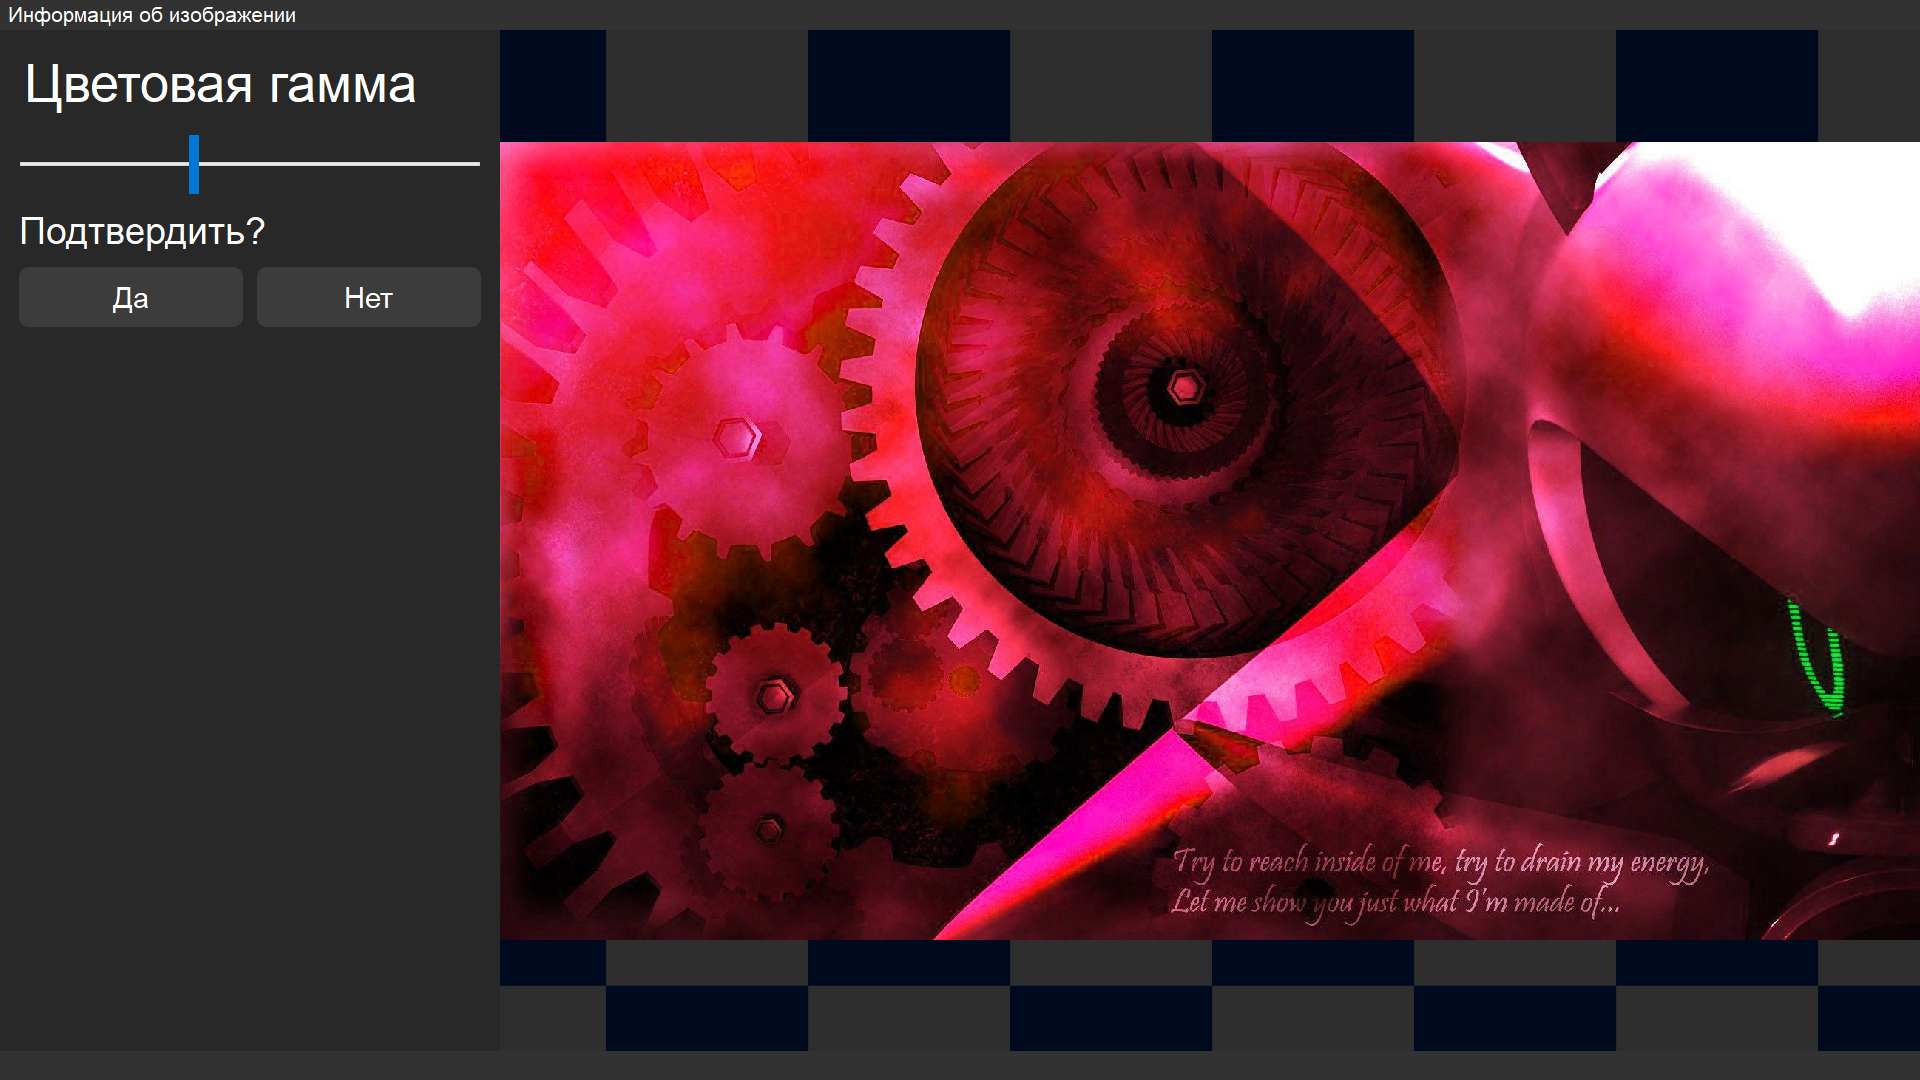 Информация об изображении
Цветовая гамма
Подтвердить?
Да
Нет
Try to reach inside of me, try to drain my energy,
Let me show you just what I'm made of...